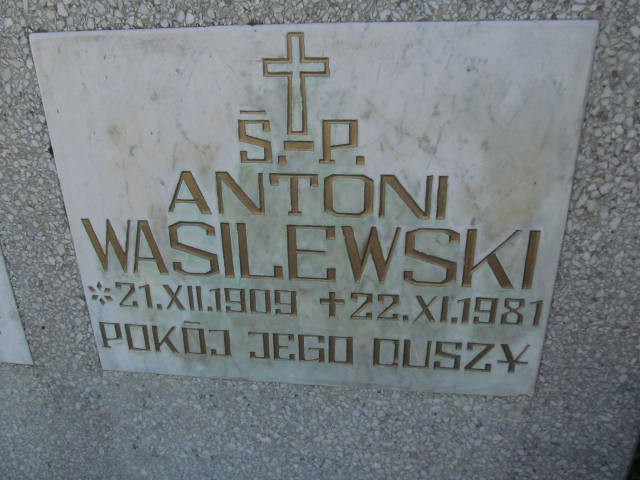 Ś.-P.
ANTONI
WASILEWSKI
*21.XII.1909 +22.XI.1981
POKÓJ JEGO DUSZY